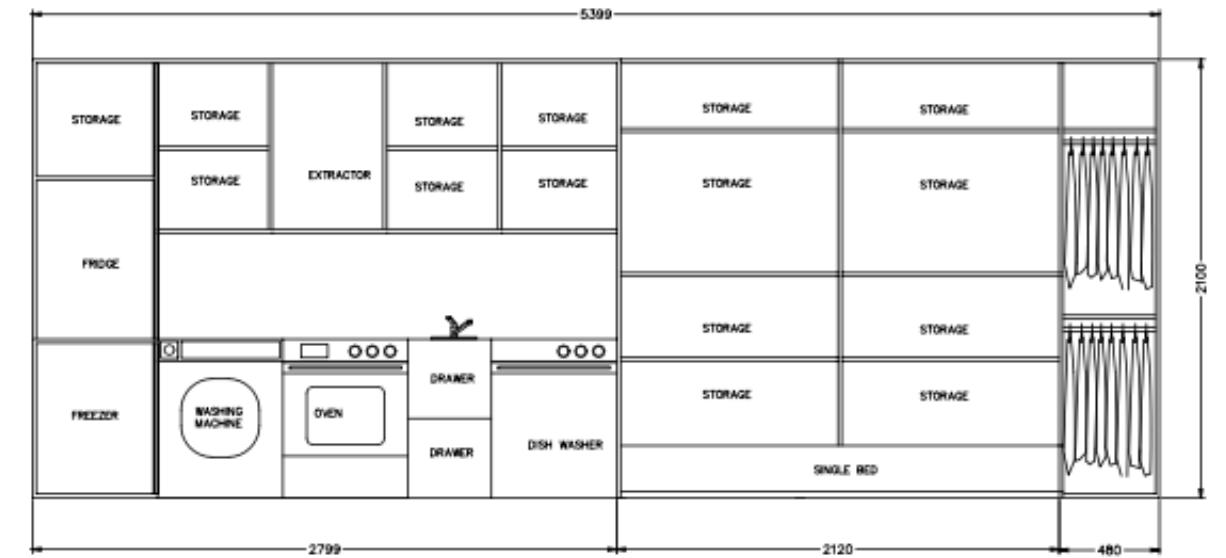 5399
STORAGE
STORAGE
STORAGE
STORAGE
STORAGE
STORAGE
STORAGE
EXTRACTOR
STORAGE
STORAGE
STORAGE
STORAGE
STORAGE
FRIDGE
2100
STORAGE
STORAGE
DRAWER
STORAGE
STORAGE
FREEZER
WASHING
MACHINE
OVEN
DRAWER
DISH WASHER
SINGLE BED
2799
2120
480